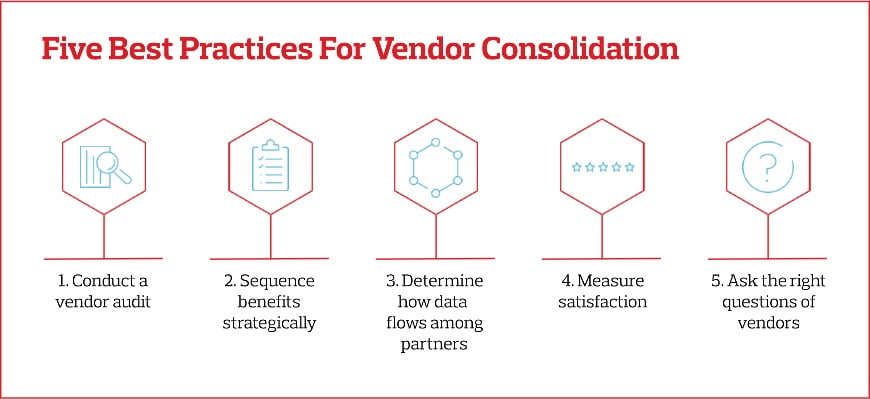 Five Best Practices For Vendor Consolidation
1. Conduct a
vendor audit
2. Sequence
benefits
strategically
3. Determine
how data
flows among
partners
4. Measure
satisfaction
5. Ask the right
questions of
vendors